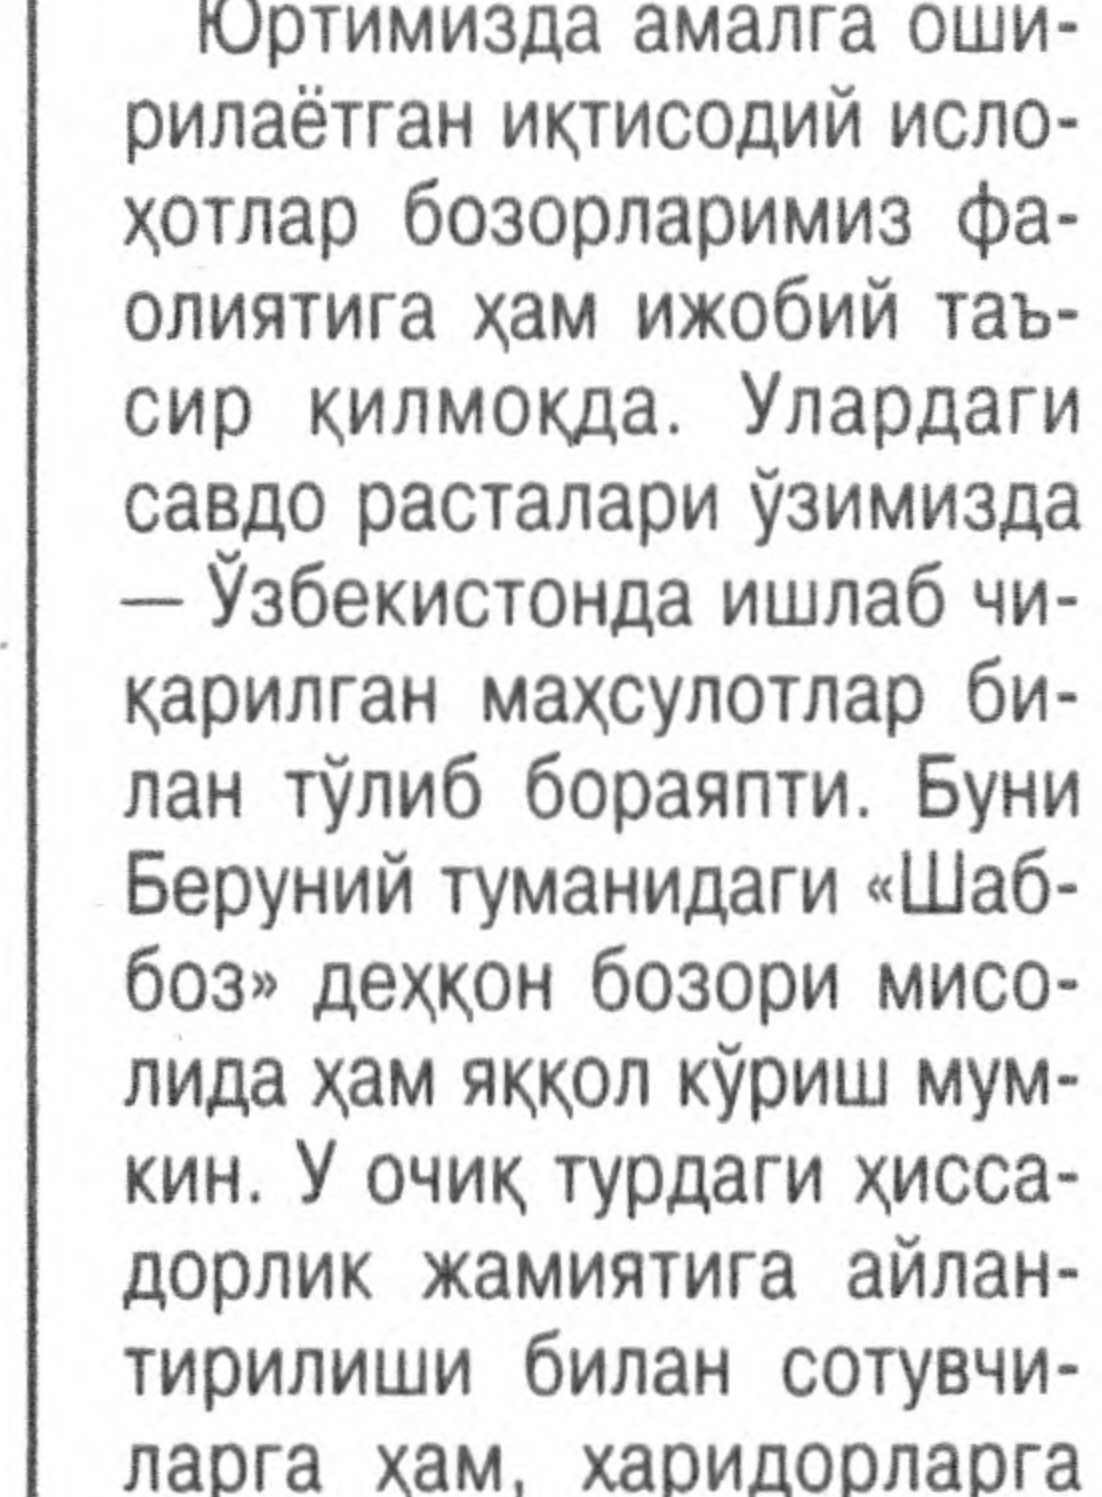 Юртимизда амалга оши-
рилаётган иқтисодий исло-
ҳотлар бозорларимиз фа-
олиятига ҳам ижобий таъ-
сир қилмоқда. Улардаги
савдо расталари ўзимизда
— Ўзбекистонда ишлаб чи-
қарилган маҳсулотлар би-
лан тўлиб бораяпти. Буни
Беруний туманидаги «Шаб-
боз» деҳқон бозори мисо-
лида ҳам яққол кўриш мум-
кин. У очиқ турдаги ҳисса-
дорлик жамиятига айлан-
тирилиши билан сотувчи-
ларга ҳам, харидорларга